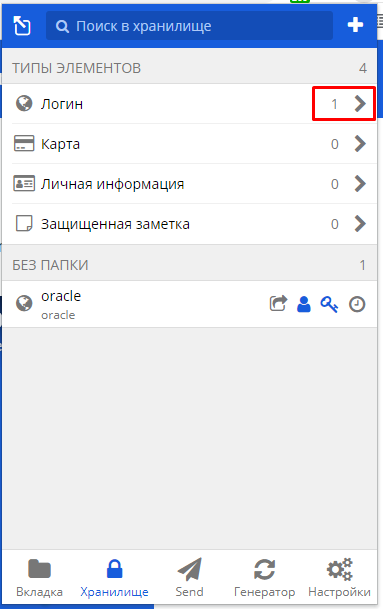 Поиск в хранилище
ТИПЫ ЭЛЕМЕНТОВ 4
Логин 1
Карта 0
Личная информация 0
Защищенная заметка 0
БЕЗ ПАПКИ 1
oracle
oracle
Вкладка Хранилище Send Генератор Настройки